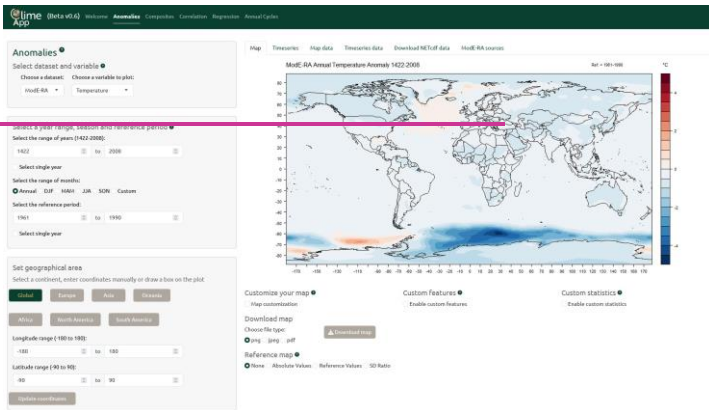 Clime App (Beta v0.6) Welcome Anomalies Composites Correlation Regression Annual Cycles
Anomalies
Select dataset and variable
Choose a dataset: Choose a variable to plot:
ModE-RA Temperature
Select a year range, season and reference period
Select the range of years (1422-2008):
1422 to 2008
Select single year
Select the range of months:
Annual DJF MAM JJA SON Custom
Select the reference period:
1961 to 1990
Select single year
Set geographical area
Select a continent, enter coordinates manually or draw a box on the plot
Global Europe Asia Oceania
Africa North America South America
Longitude range (-180 to 180):
-180 to 180
Latitude range (-90 to 90):
-90 to 90
Update coordinates
Map Timeseries Map data Timeseries data Download NETcdf data ModE-RA sources
ModE-RA Annual Temperature Anomaly 1422-2008
Ref = 1961-1990
°C
Customize your map Custom features Custom statistics
Map customization Enable custom features Enable custom statistics
Download map
Choose file type:
png jpeg pdf Download map
Reference map
None Absolute Values Reference Values SD Ratio